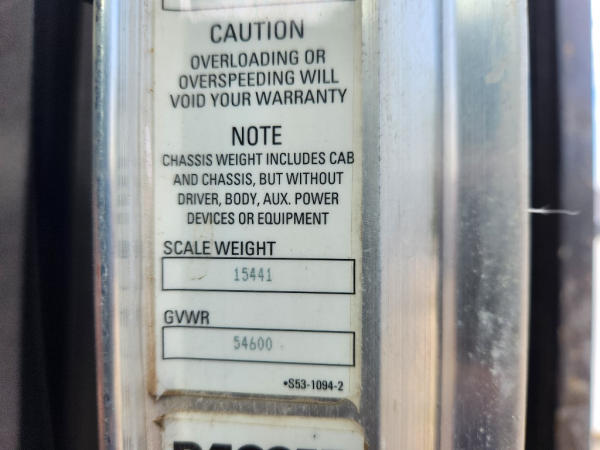 CAUTION
OVERLOADING OR
OVERSPEEDING WILL
VOID YOUR WARRANTY
NOTE
CHASSIS WEIGHT INCLUDES CAB
AND CHASSIS, BUT WITHOUT
DRIVER, BODY, AUX. POWER
DEVICES OR EQUIPMENT
SCALE WEIGHT
15441
GVWR
54600
•S53-1094-2